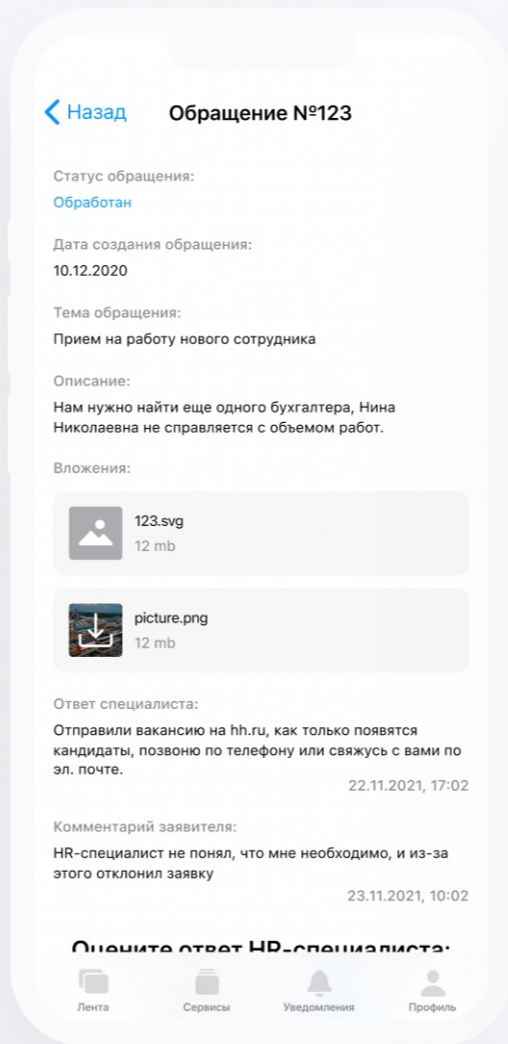 Назад
Обращение №123
Статус обращения:
Обработан
Дата создания обращения:
10.12.2020
Тема обращения:
Прием на работу нового сотрудника
Описание:
Нам нужно найти еще одного бухгалтера, Нина
Николаевна не справляется с объемом работ.
Вложения:
123.svg
12 mb
picture.png
12 mb
Ответ специалиста:
Отправили вакансию на hh.ru, как только появятся
кандидаты, позвоню по телефону или свяжусь с вами по
эл. почте.
22.11.2021, 17:02
Комментарий заявителя:
HR-специалист не понял, что мне необходимо, и из-за
этого отклонил заявку
23.11.2021, 10:02
Оцените ответ HR-специалиста:
Лента
Сервисы
Уведомления
Профиль